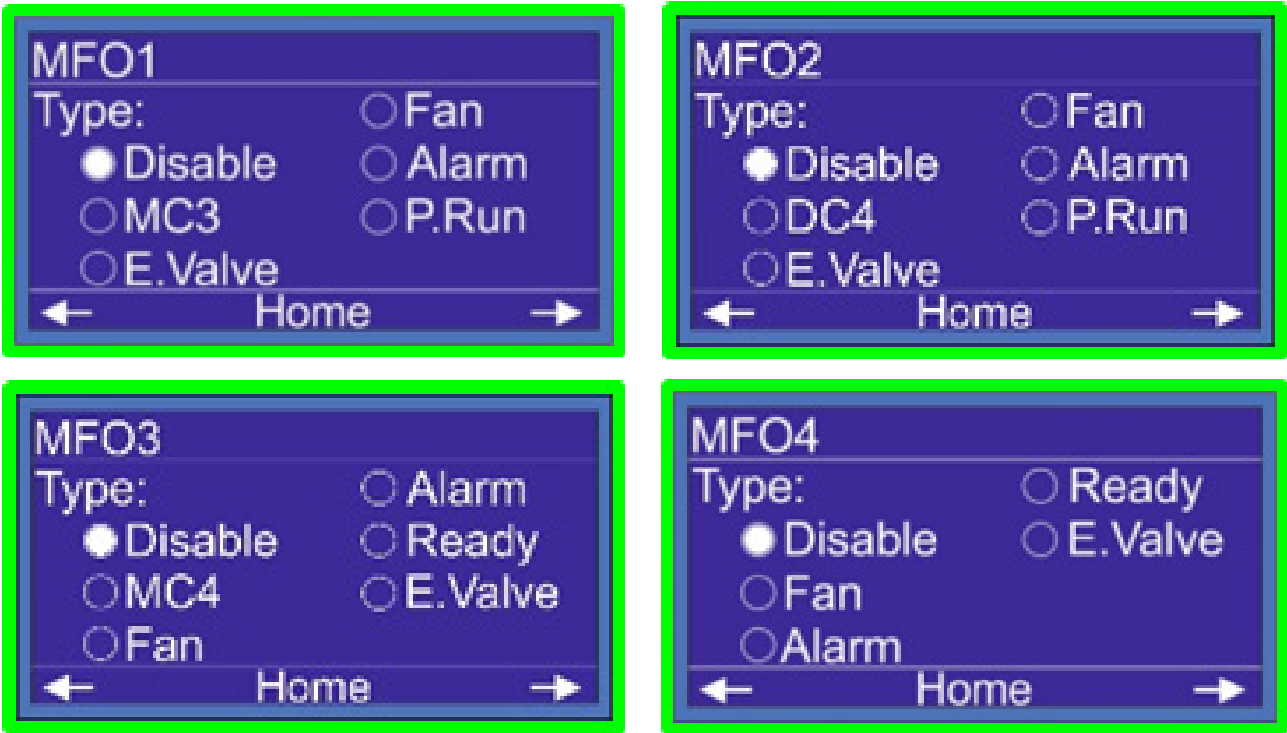 MFO1
Type:
Disable
MC3
E.Valve
Fan
Alarm
P.Run
Home
MFO2
Type:
Disable
DC4
E.Valve
Fan
Alarm
P.Run
Home
MFO3
Type:
Disable
MC4
Fan
Alarm
Ready
E.Valve
Home
MFO4
Type:
Disable
Fan
Alarm
Ready
E.Valve
Home